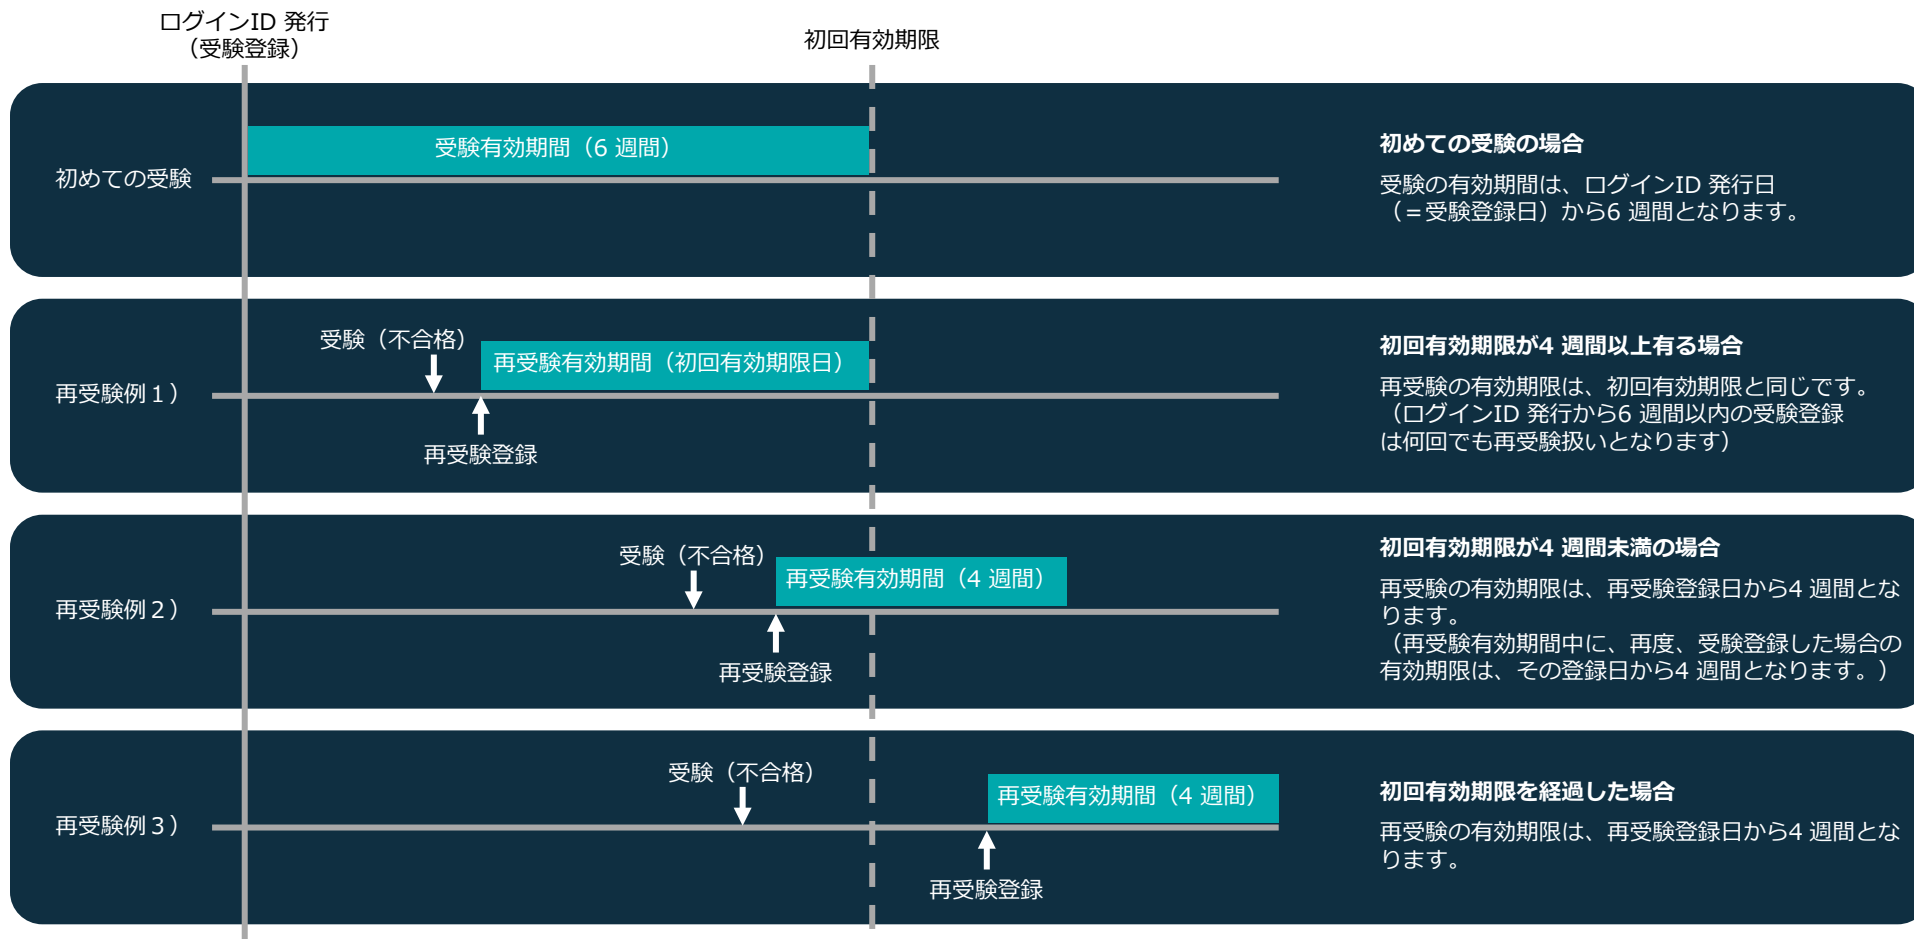 ログインID 発行
（受験登録）
初回有効期限
初めての受験
受験有効期間（6 週間）
初めての受験の場合
受験の有効期間は、ログインID 発行日
（＝受験登録日）から6 週間となります。
再受験例１）
受験（不合格）
再受験有効期間（初回有効期限日）
再受験登録
初回有効期限が4 週間以上有る場合
再受験の有効期限は、初回有効期限と同じです。
（ログインID 発行から6 週間以内の受験登録
は何回でも再受験扱いとなります）
再受験例２）
受験（不合格）
再受験有効期間（4 週間）
再受験登録
初回有効期限が4 週間未満の場合
再受験の有効期限は、再受験登録日から4 週間とな
ります。
（再受験有効期間中に、再度、受験登録した場合の
有効期限は、その登録日から4 週間となります。）
再受験例３）
受験（不合格）
再受験有効期間（4 週間）
再受験登録
初回有効期限を経過した場合
再受験の有効期限は、再受験登録日から4 週間とな
ります。